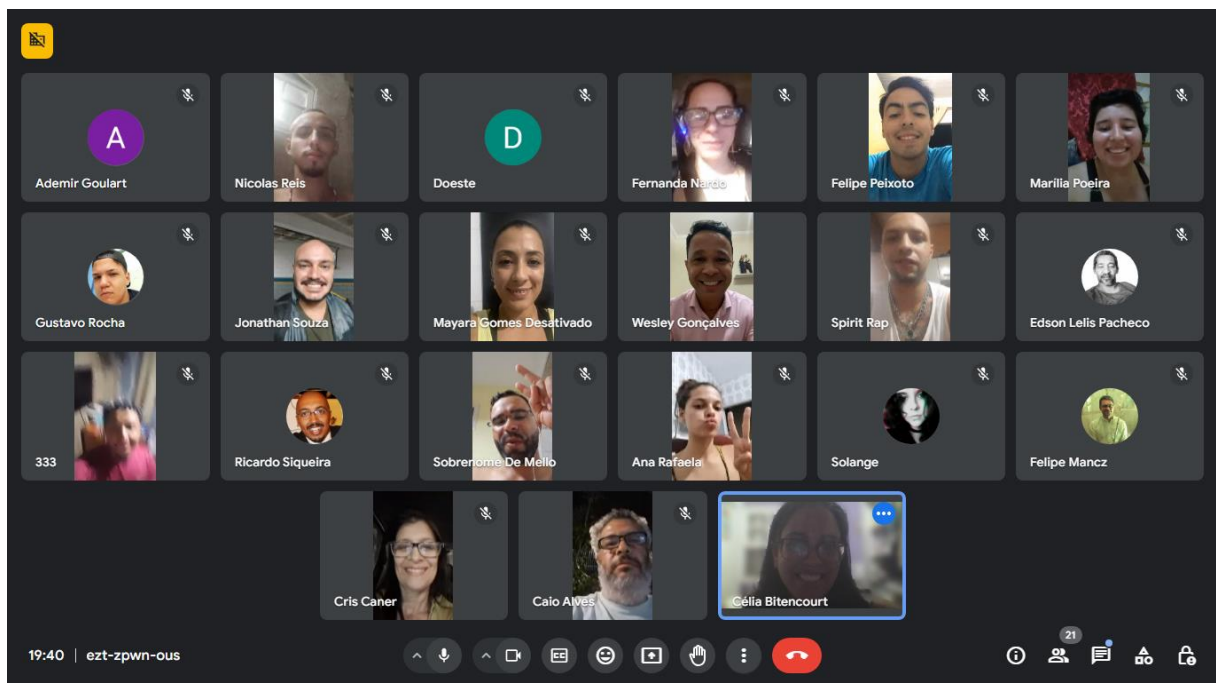 A
Ademir Goulart
Nicolas Reis
D
Doeste
Fernanda Nardo
Felipe Peixoto
Marília Poeira
Gustavo Rocha
Jonathan Souza
Mayara Gomes Desativado
Wesley Gonçalves
Spirit Rap
Edson Lelis Pacheco
333
Ricardo Siqueira
Sobrenome De Mello
Ana Rafaela
Solange
Felipe Mancz
Cris Caner
Caio Alves
Célia Bitencourt
19:40 | ezt-zpwn-ous
CC
21